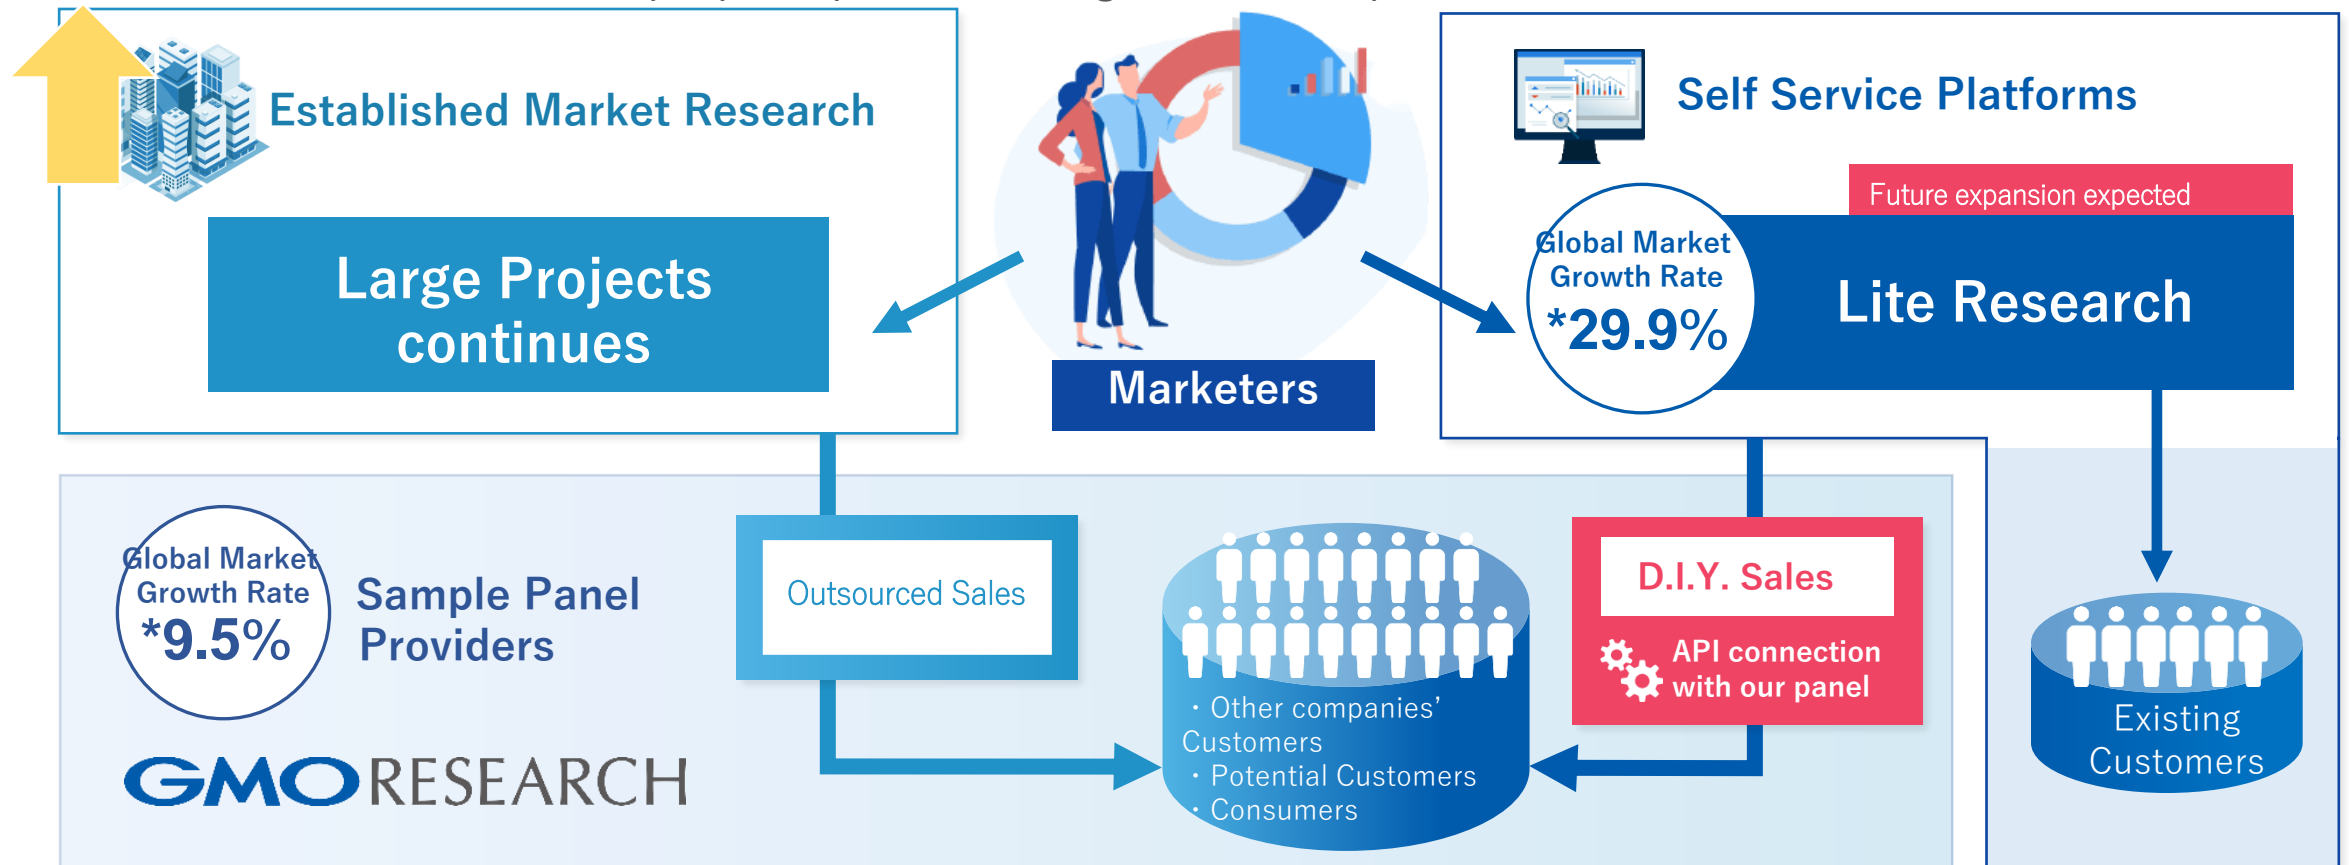 Established Market Research
Large Projects
continues
Marketers
Self Service Platforms
Future expansion expected
Global Market
Growth Rate
*29.9%
Lite Research
Global Market
Growth Rate
*9.5%
Sample Panel
Providers
GMO RESEARCH
Outsourced Sales
・Other companies’
Customers
・Potential Customers
・Consumers
D.I.Y. Sales
API connection
with our panel
Existing
Customers